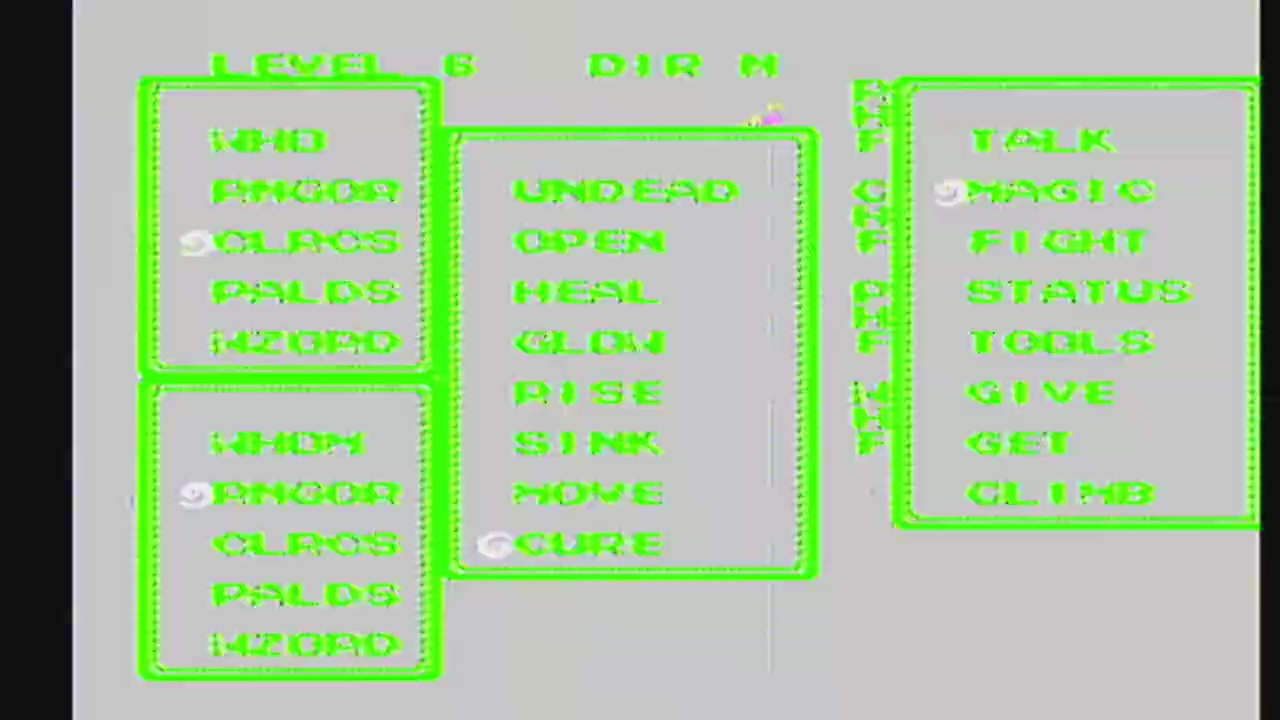 LEVEL 6 DIR N
WHO
ANGOR
CLRCS
PALDS
WZORD
WHOM
ANGOR
CLRCS
PALDS
WZORD
UNDEAD
OPEN
HEAL
GLOW
RISE
SINK
MOVE
CURE
TALK
MAGIC
FIGHT
STATUS
TOOLS
GIVE
GET
CLIMB